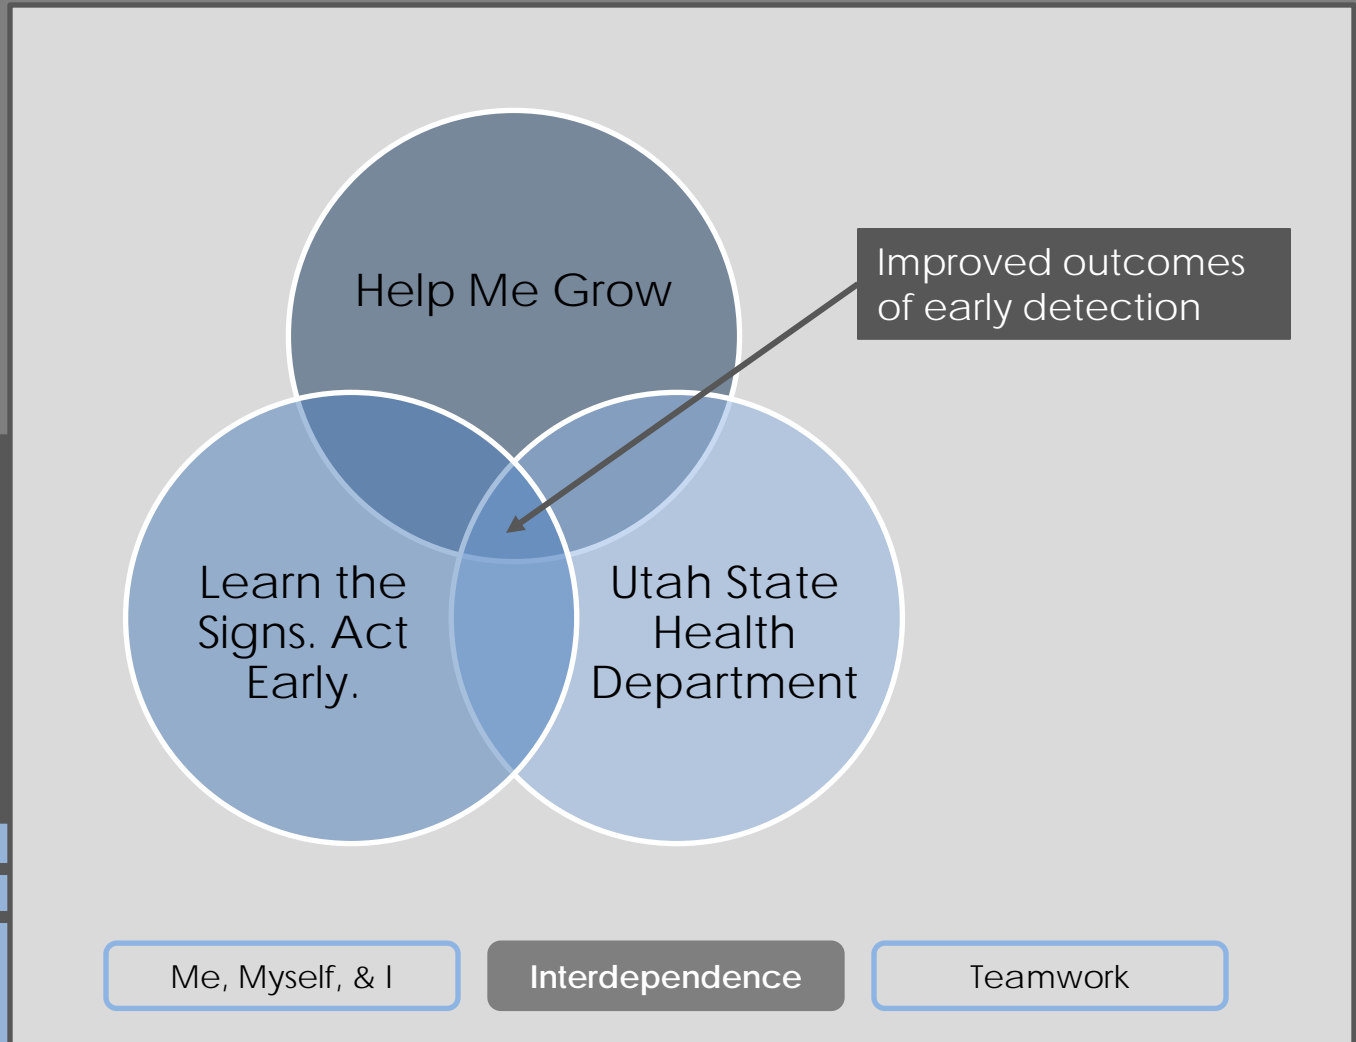 Help Me Grow
Improved outcomes
of early detection
Learn the
Signs. Act
Early.
Utah State
Health
Department
Me, Myself, & I
Interdependence
Teamwork